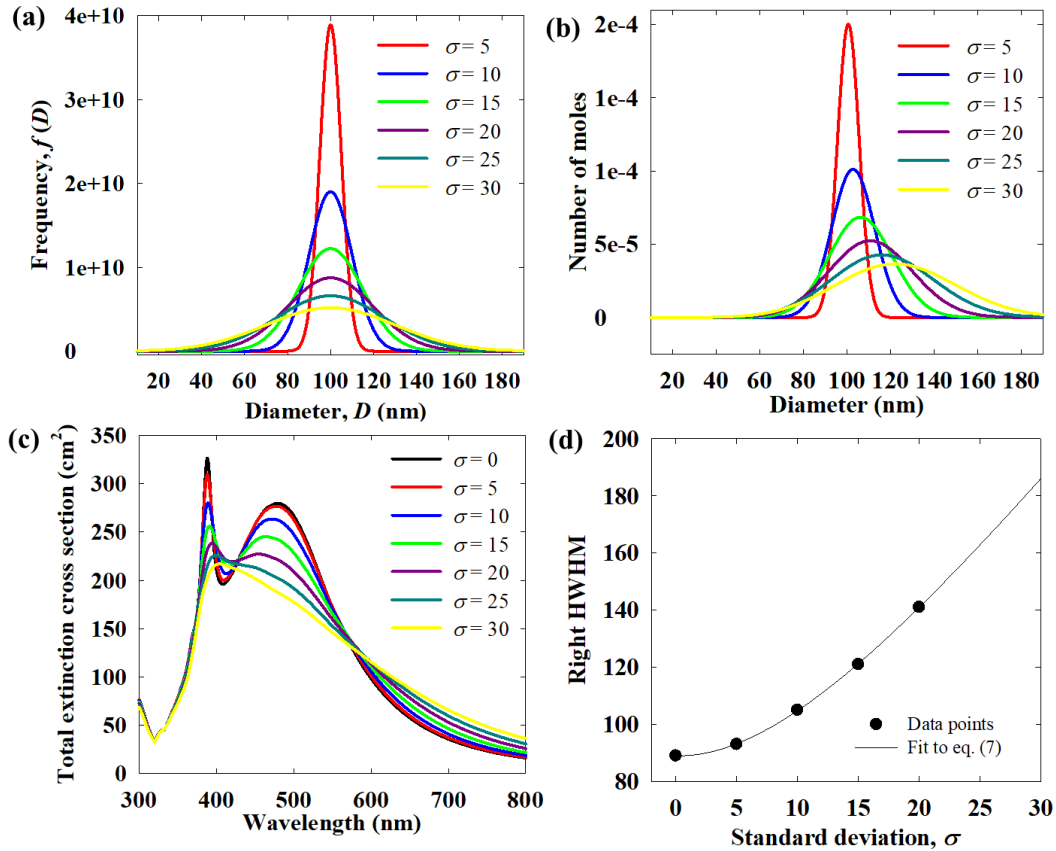 (a)
4e+10
3e+10
2e+10
1e+10
0
Frequency, f (D)
σ = 5
σ = 10
σ = 15
σ = 20
σ = 25
σ = 30
20 40 60 80 100 120 140 160 180
Diameter, D (nm)
(b)
2e-4
1e-4
1e-4
5e-5
0
Number of moles
σ = 5
σ = 10
σ = 15
σ = 20
σ = 25
σ = 30
20 40 60 80 100 120 140 160 180
Diameter (nm)
(c)
350
300
250
200
150
100
50
0
Total extinction cross section (cm²)
σ = 0
σ = 5
σ = 10
σ = 15
σ = 20
σ = 25
σ = 30
300 400 500 600 700 800
Wavelength (nm)
(d)
200
180
160
140
120
100
80
Right HWHM
Data points
Fit to eq. (7)
0 5 10 15 20 25 30
Standard deviation, σ